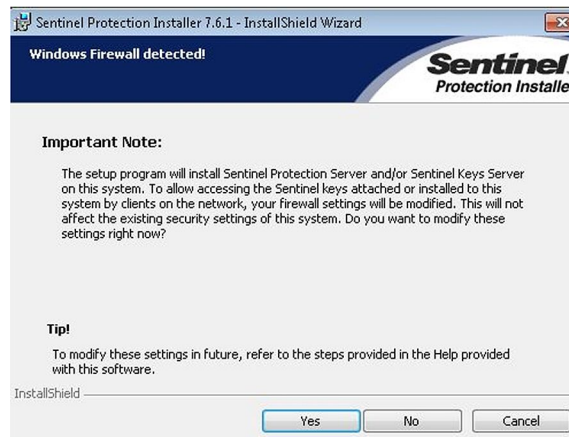 Sentinel Protection Installer 7.6.1 - InstallShield Wizard
Windows Firewall detected!
Sentinel
Protection Installe
Important Note:
The setup program will install Sentinel Protection Server and/or Sentinel Keys Server
on this system. To allow accessing the Sentinel keys attached or installed to this
system by clients on the network, your firewall settings will be modified. This will not
affect the existing security settings of this system. Do you want to modify these
settings right now?
Tip!
To modify these settings in future, refer to the steps provided in the Help provided
with this software.
InstallShield
Yes No Cancel